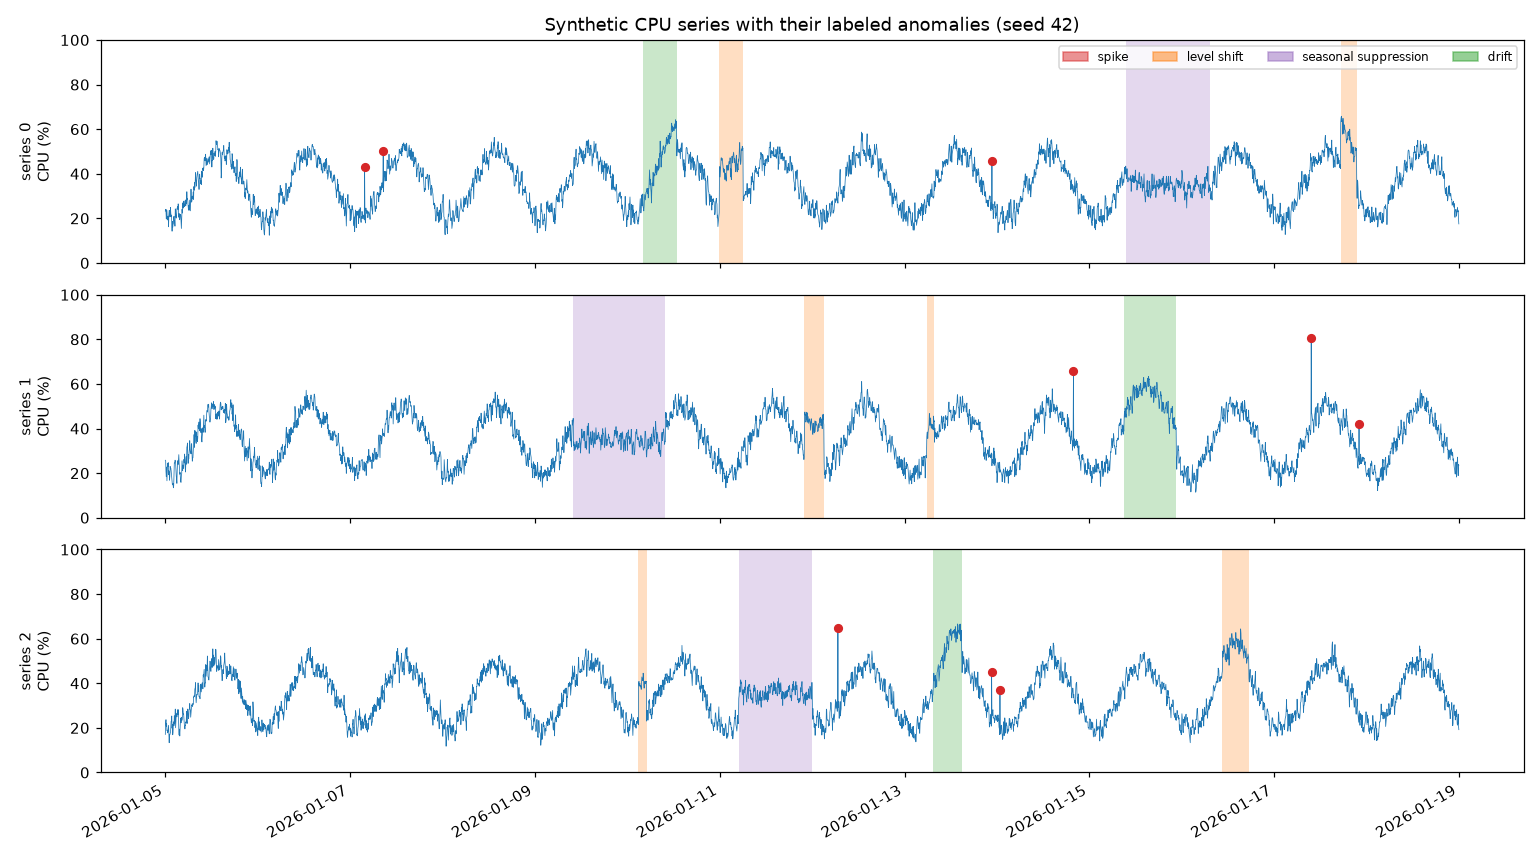 Synthetic CPU series with their labeled anomalies (seed 42)
series 0
CPU (%)
100
80
60
40
20
0
spike
level shift
seasonal suppression
drift
series 1
CPU (%)
100
80
60
40
20
0
series 2
CPU (%)
100
80
60
40
20
0
2026-01-05
2026-01-07
2026-01-09
2026-01-11
2026-01-13
2026-01-15
2026-01-17
2026-01-19